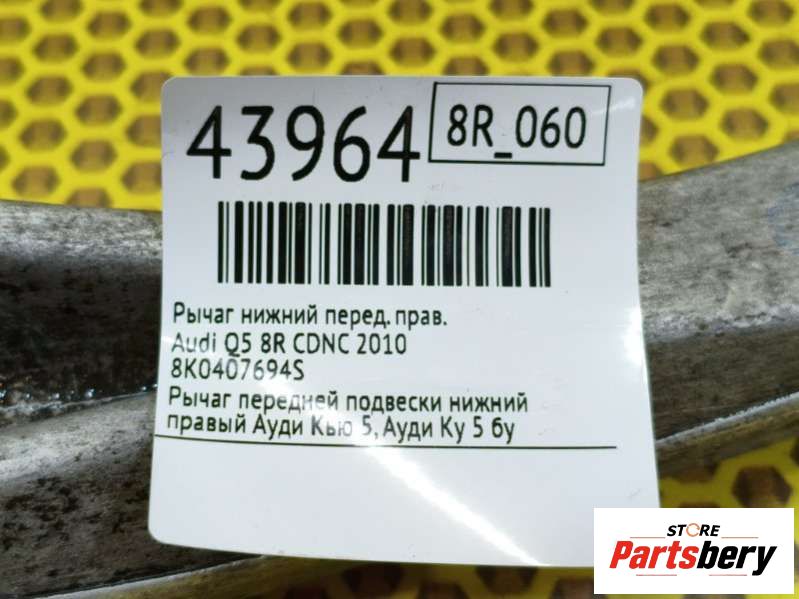 43964
8R_060
Рычаг нижний перед. прав.
Audi Q5 8R CDNC 2010
8K0407694S
Рычаг передней подвески нижний
правый Ауди Кью 5, Ауди Ку 5 бу
STORE
Partsbery